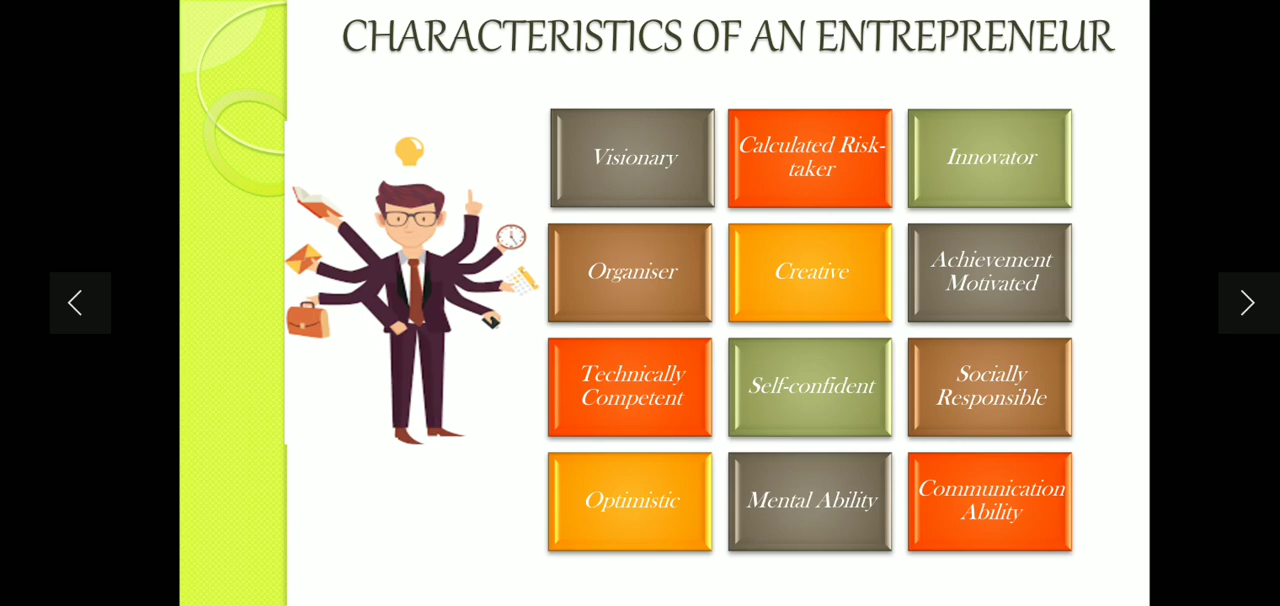 CHARACTERISTICS OF AN ENTREPRENEUR
Visionary
Calculated Risk-
taker
Innovator
Organiser
Creative
Achievement
Motivated
Technically
Competent
Self-confident
Socially
Responsible
Optimistic
Mental Ability
Communication
Ability